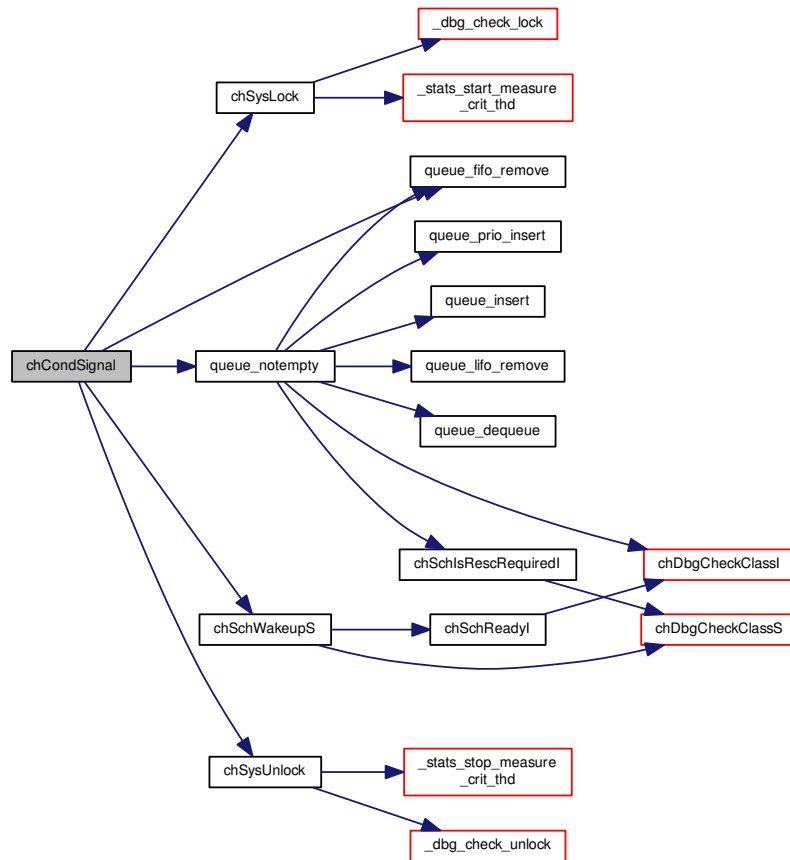 _dbg_check_lock
chSysLock
_stats_start_measure
_crit_thd
queue_fifo_remove
queue_prio_insert
queue_insert
chCondSignal
queue_notempty
queue_lifo_remove
queue_dequeue
chSchIsRescRequiredI
chDbgCheckClassI
chSchWakeupS
chSchReadyI
chDbgCheckClassS
chSysUnlock
_stats_stop_measure
_crit_thd
_dbg_check_unlock